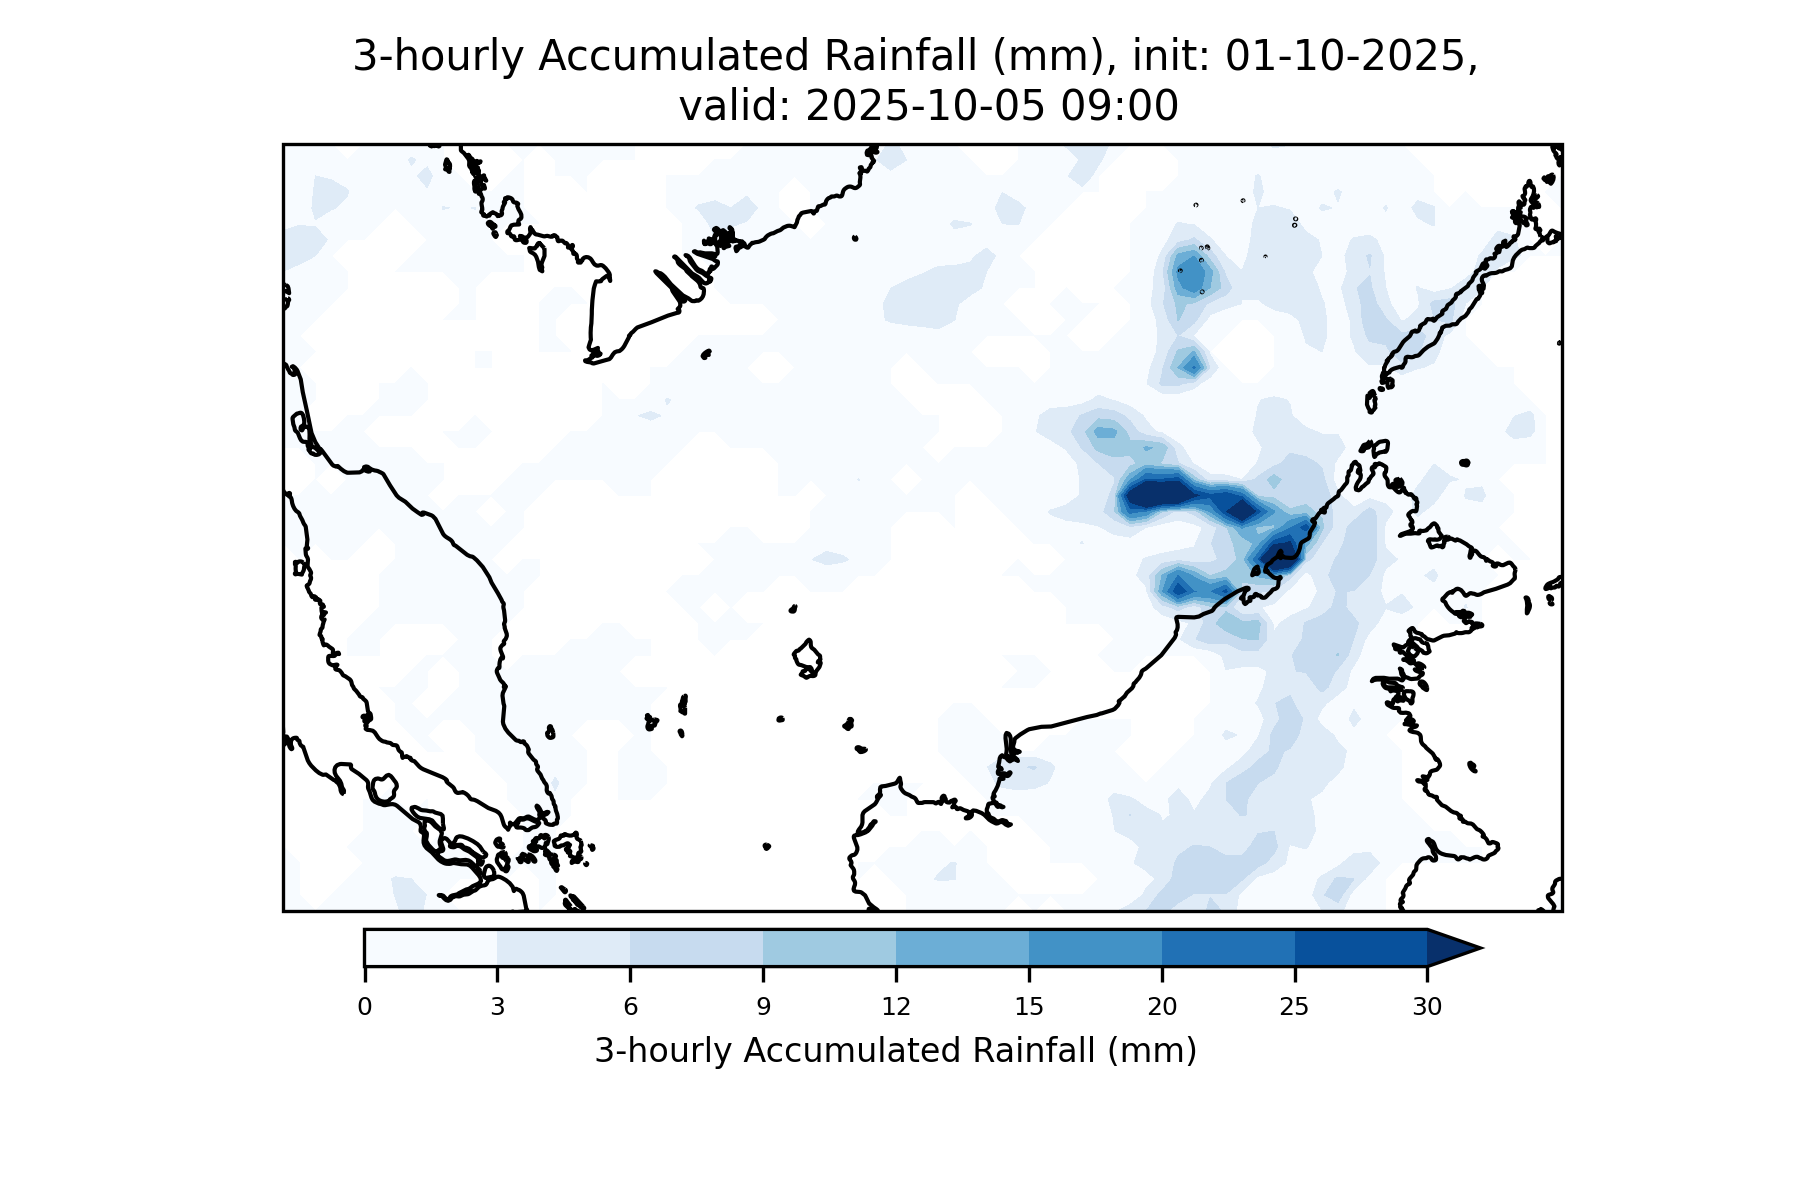 3-hourly Accumulated Rainfall (mm), init: 01-10-2025,
valid: 2025-10-05 09:00
0 3 6 9 12 15 20 25 30
3-hourly Accumulated Rainfall (mm)